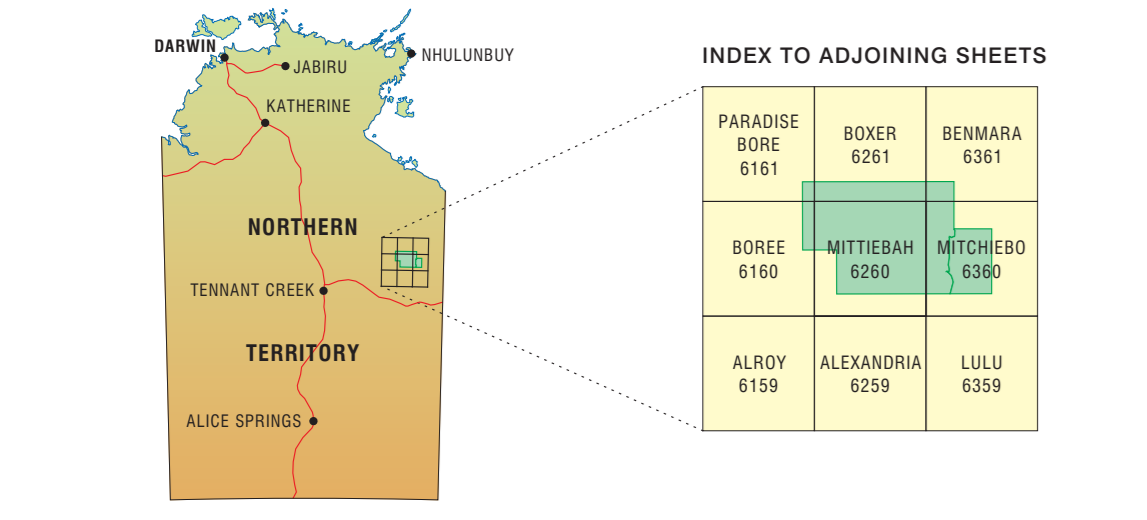 DARWIN
NHULUNBUY
JABIRU
KATHERINE
NORTHERN
TENNANT CREEK
TERRITORY
ALICE SPRINGS
INDEX TO ADJOINING SHEETS
PARADISE
BORE
6161
BOXER
6261
BENMARA
6361
BOREE
6160
MITTIEBAH
6260
MITCHIEBO
6360
ALROY
6159
ALEXANDRIA
6259
LULU
6359